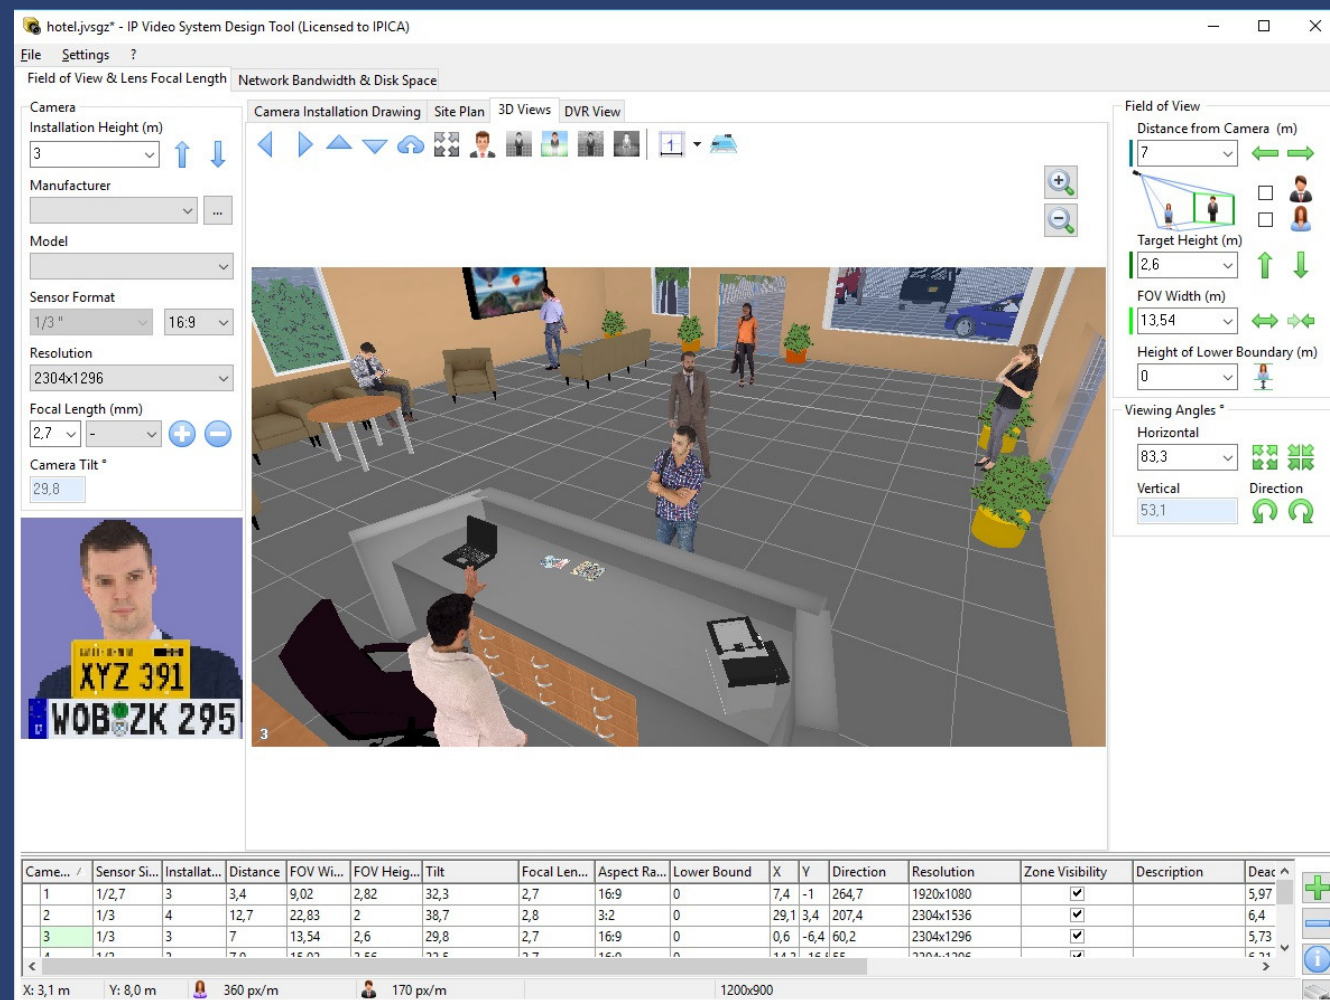 hotel.jvsgz* - IP Video System Design Tool (Licensed to IPICA)
File Settings ?
Field of View & Lens Focal Length Network Bandwidth & Disk Space
Camera
Installation Height (m)
3
Manufacturer
...
Model
Sensor Format
1/3 " 16:9
Resolution
2304x1296
Focal Length (mm)
2,7 -
Camera Tilt °
29,8
XYZ 391
D WOB ZK 295
Camera Installation Drawing Site Plan 3D Views DVR View
1
3
Field of View
Distance from Camera (m)
7
Target Height (m)
2,6
FOV Width (m)
13,54
Height of Lower Boundary (m)
0
Viewing Angles °
Horizontal
83,3
Vertical Direction
53,1
Came... Sensor Si... Installat... Distance FOV Wi... FOV Heig... Tilt Focal Len... Aspect Ra... Lower Bound X Y Direction Resolution Zone Visibility Description Deac
1 1/2,7 3 3,4 9,02 2,82 32,3 2,7 16:9 0 7,4 -1 264,7 1920x1080 5,97
2 1/3 4 12,7 22,83 2 38,7 2,8 3:2 0 29,1 3,4 207,4 2304x1536 6,4
3 1/3 3 7 13,54 2,6 29,8 2,7 16:9 0 0,6 -6,4 60,2 2304x1296 5,73
X: 3,1 m Y: 8,0 m 360 px/m 170 px/m 1200x900